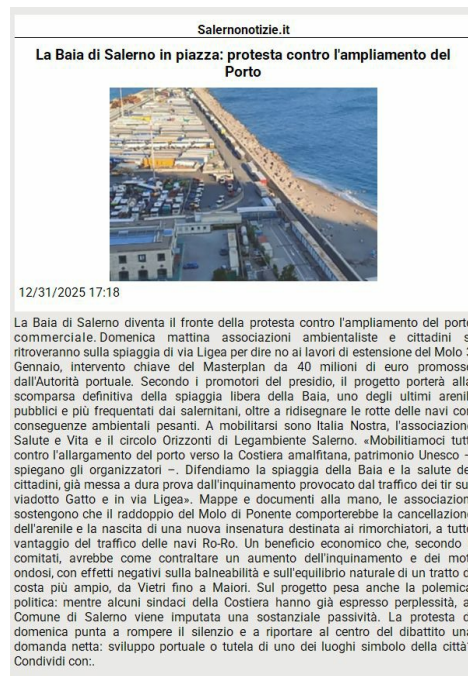 Salernonotizie.it
La Baia di Salerno in piazza: protesta contro l'ampliamento del
Porto
12/31/2025 17:18
La Baia di Salerno diventa il fronte della protesta contro l'ampliamento del porto
commerciale. Domenica mattina associazioni ambientaliste e cittadini s
ritroveranno sulla spiaggia di via Ligea per dire no ai lavori di estensione del Molo 3
Gennaio, intervento chiave del Masterplan da 40 milioni di euro promosso
dall'Autorità portuale. Secondo i promotori del presidio, il progetto porterà alla
scomparsa definitiva della spiaggia libera della Baia, uno degli ultimi arenil
pubblici e più frequentati dai salernitani, oltre a ridisegnare le rotte delle navi con
conseguenze ambientali pesanti. A mobilitarsi sono Italia Nostra, l'associazione
Salute e Vita e il circolo Orizzonti di Legambiente Salerno. «Mobilitiamoci tutt
contro l'allargamento del porto verso la Costiera amalfitana, patrimonio Unesco –
spiegano gli organizzatori –. Difendiamo la spiaggia della Baia e la salute de
cittadini, già messa a dura prova dall'inquinamento provocato dal traffico dei tir su
viadotto Gatto e in via Ligea». Mappe e documenti alla mano, le association
sostengono che il raddoppio del Molo di Ponente comporterebbe la cancellazione
dell'arenile e la nascita di una nuova insenatura destinata ai rimorchiatori, a tutto
vantaggio del traffico delle navi Ro-Ro. Un beneficio economico che, secondo
comitati, avrebbe come contraltare un aumento dell'inquinamento e dei mot
ondosi, con effetti negativi sulla balneabilità e sull'equilibrio naturale di un tratto d
costa più ampio, da Vietri fino a Maiori. Sul progetto pesa anche la polemica
politica: mentre alcuni sindaci della Costiera hanno già espresso perplessità, a
Comune di Salerno viene imputata una sostanziale passività. La protesta d
domenica punta a rompere il silenzio e a riportare al centro del dibattito una
domanda netta: sviluppo portuale o tutela di uno dei luoghi simbolo della città?
Condividi con:.